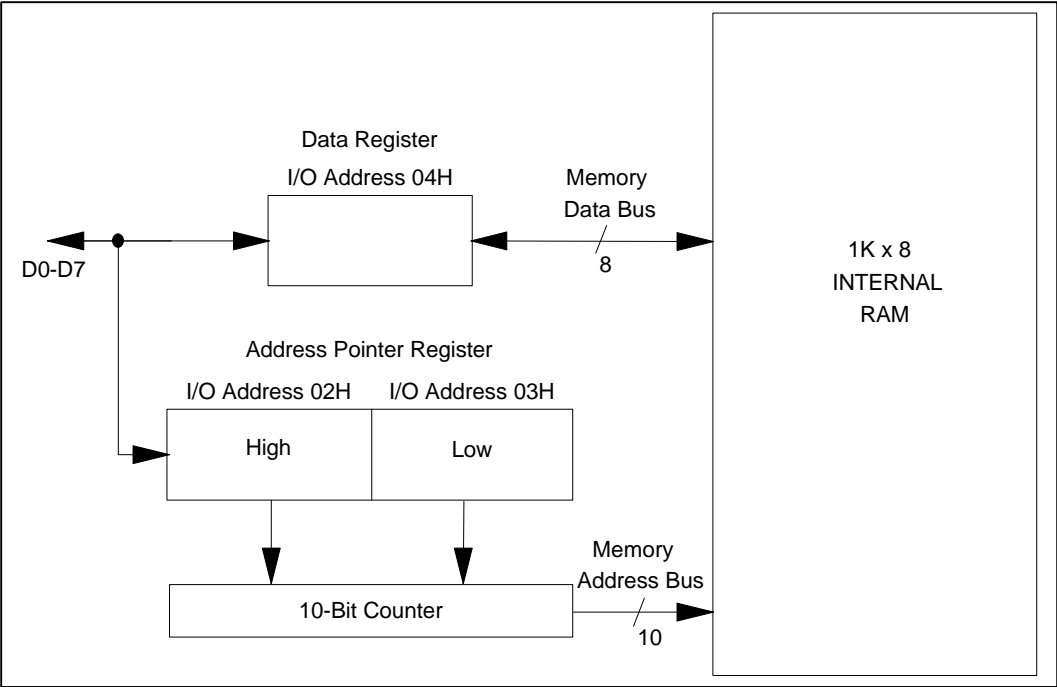 Data Register
I/O Address 04H
Memory
Data Bus
8
D0-D7
1K x 8
INTERNAL
RAM
Address Pointer Register
I/O Address 02H
I/O Address 03H
High
Low
Memory
Address Bus
10-Bit Counter
10